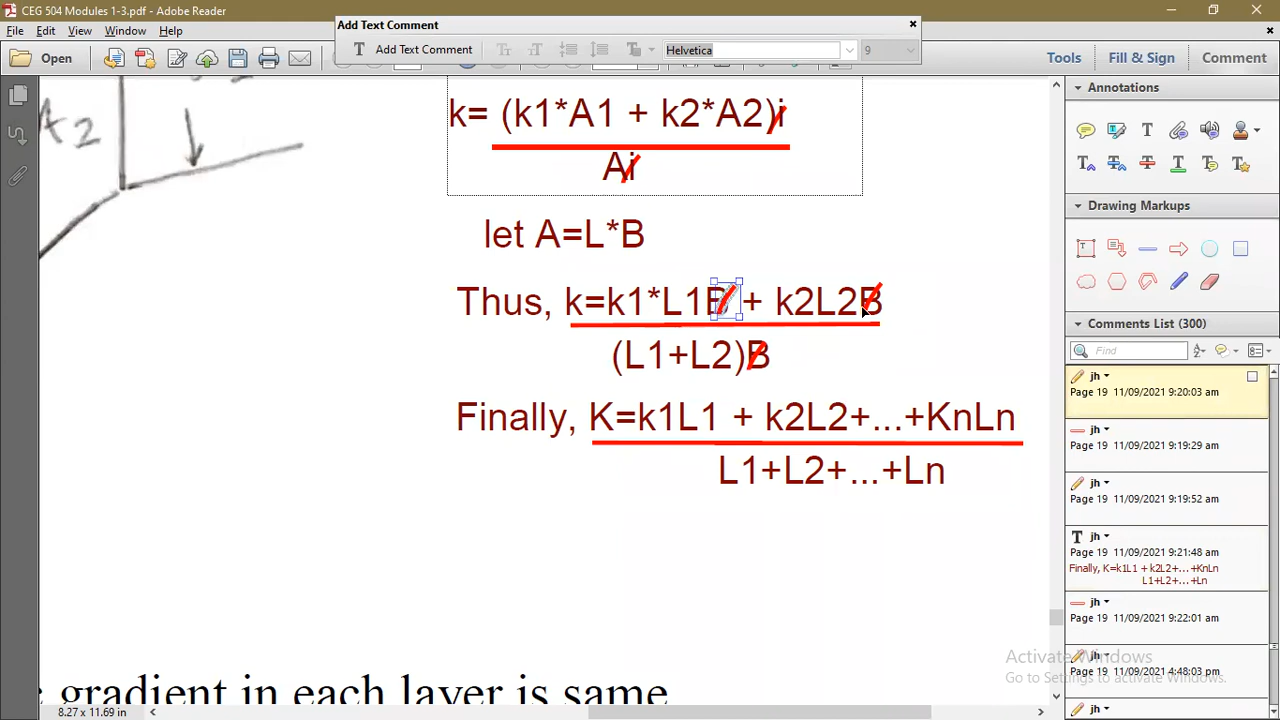 CEG 504 Modules 1-3.pdf - Adobe Reader
File Edit View Window Help
Add Text Comment
Add Text Comment
Helvetica
9
Open
Tools
Fill & Sign
Comment
A2
k= (k1*A1 + k2*A2)i
Ai
let A=L*B
Thus, k=k1*L1B + k2L2B
(L1+L2)B
Finally, K=k1L1 + k2L2+...+KnLn
L1+L2+...+Ln
gradient in each layer is same
Annotations
Drawing Markups
Comments List (300)
Find
jh
Page 19 11/09/2021 9:20:03 am
jh
Page 19 11/09/2021 9:19:29 am
jh
Page 19 11/09/2021 9:19:52 am
jh
Page 19 11/09/2021 9:21:48 am
Finally, K=k1L1 + k2L2+...+KnLn
L1+L2+...+Ln
jh
Page 19 11/09/2021 9:22:01 am
jh
Page 19 11/09/2021 4:48:03 pm
jh
Activate Windows
Go to Settings to activate Windows.
8.27 x 11.69 in